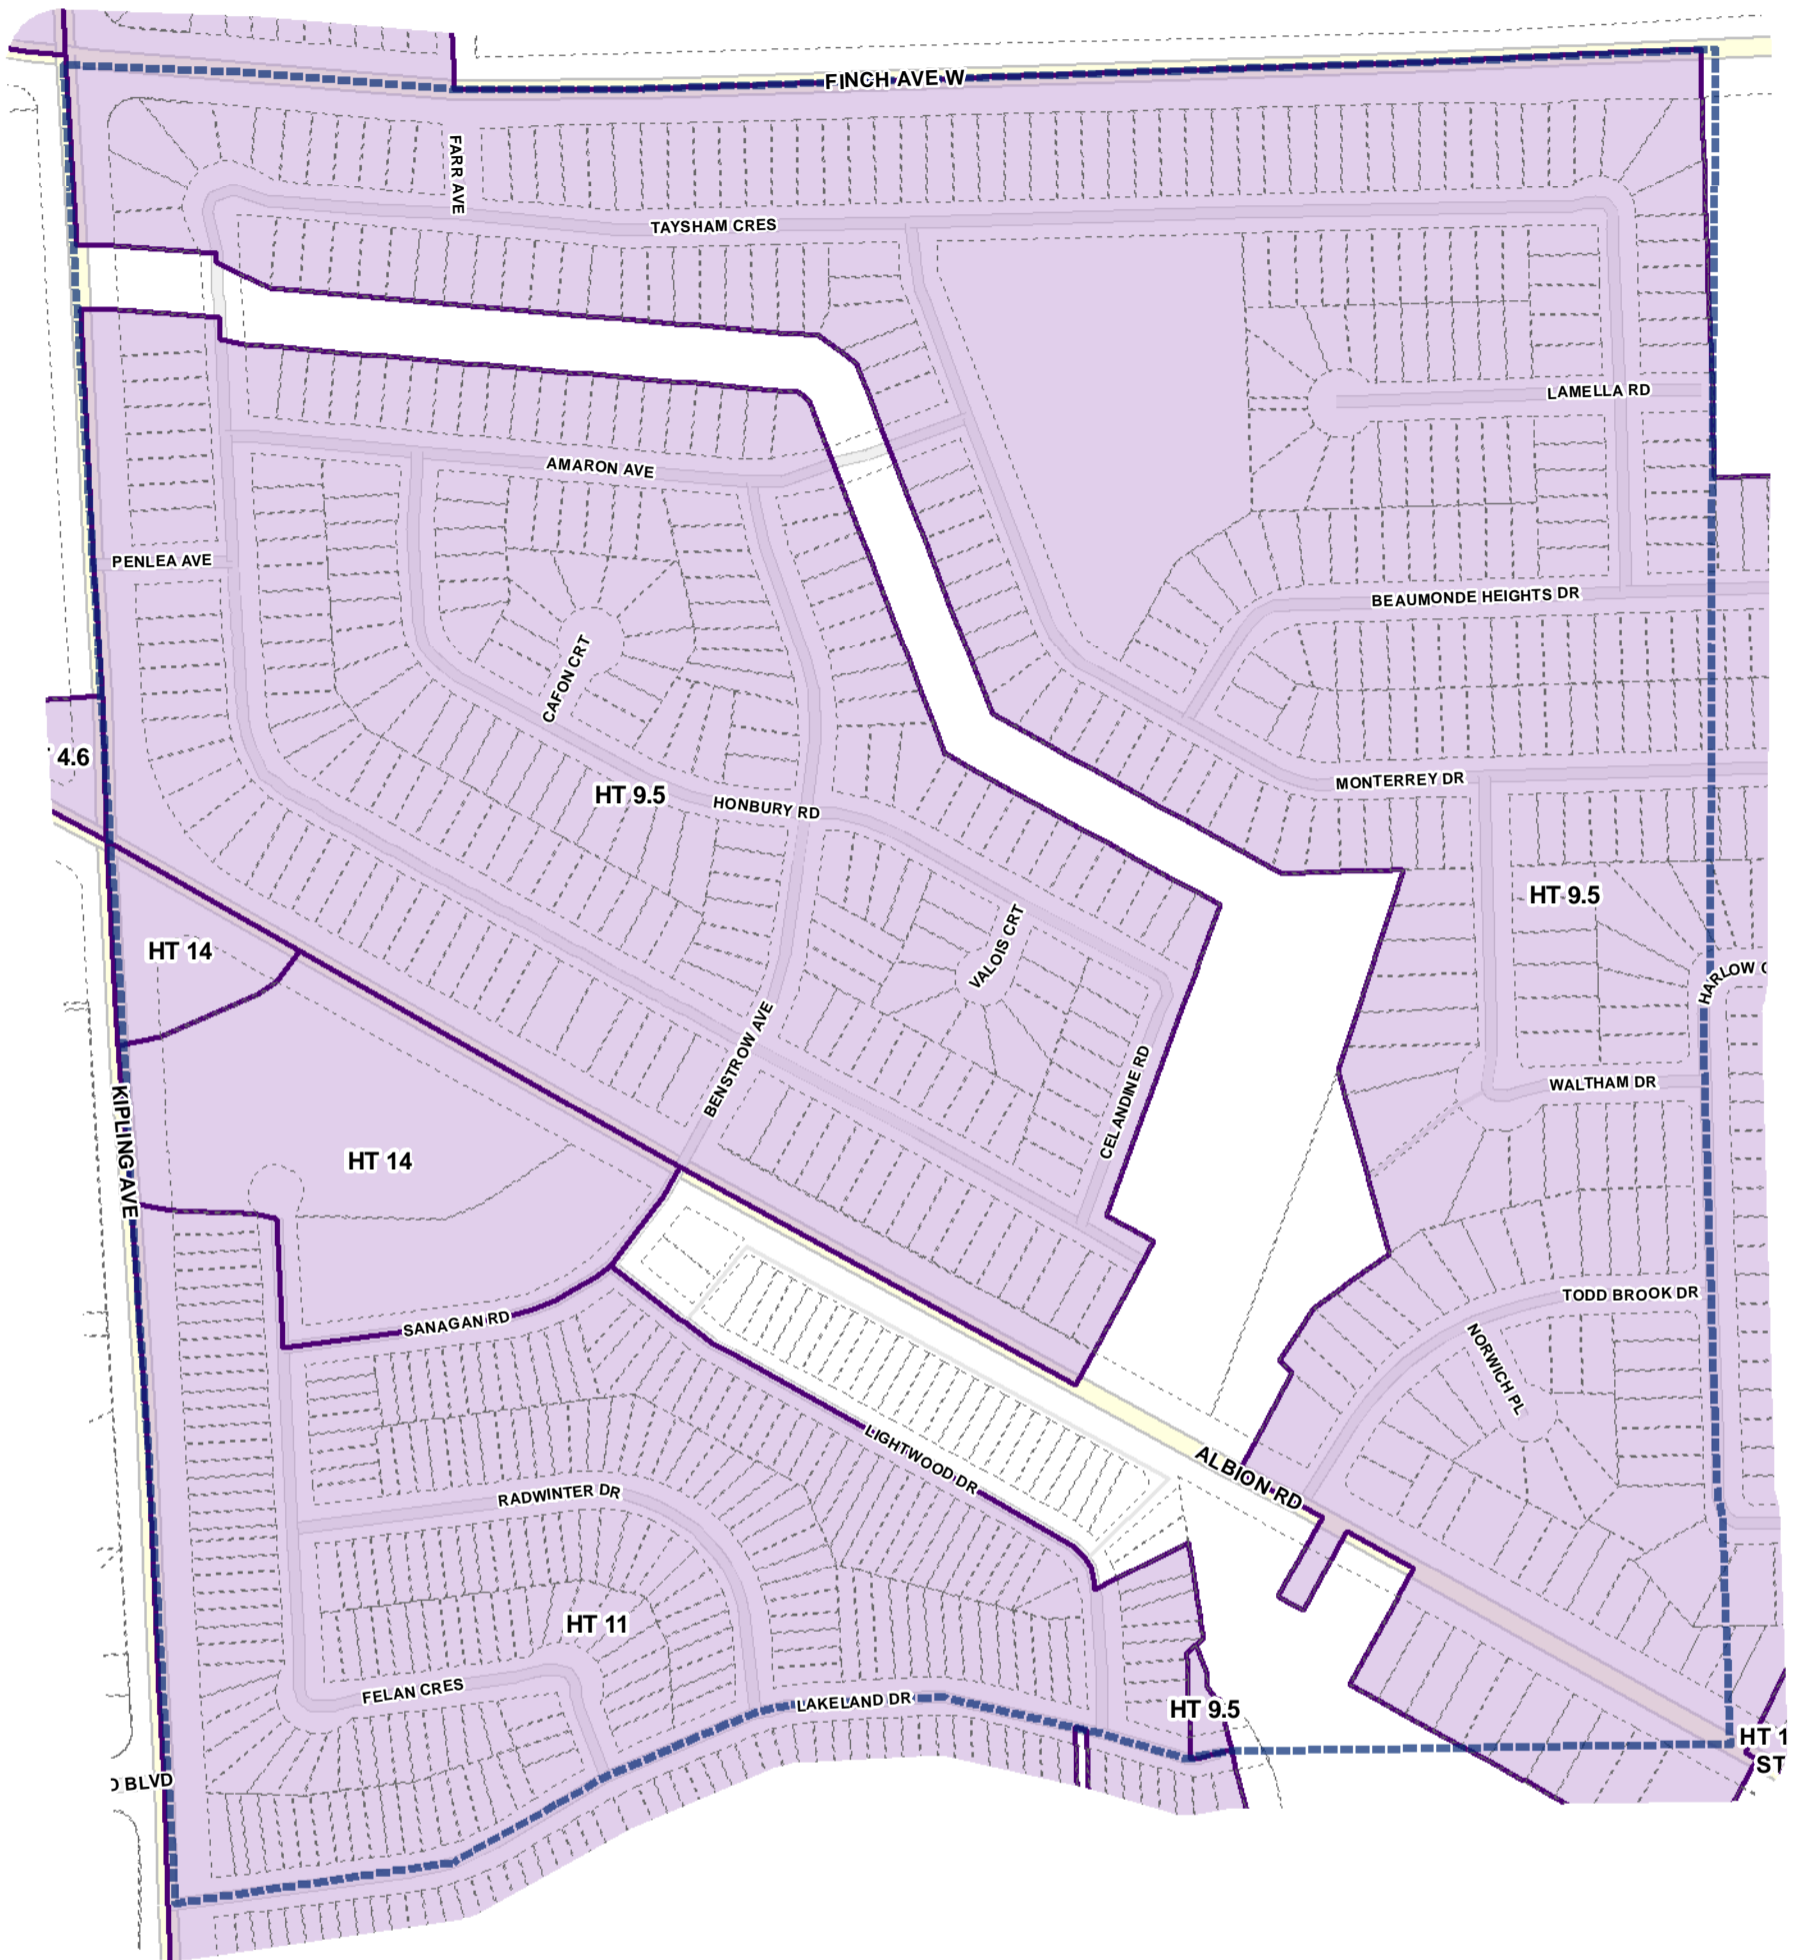 FINCH AVE W
FARR AVE
TAYSHAM CRES
LAMELLA RD
AMARON AVE
PENLEA AVE
BEAUMONDE HEIGHTS DR
CAFON CRT
4.6
HT 9.5
HONBURY RD
MONTERREY DR
HT 9.5
HT 14
VALOIS CRT
HARLOW
BENSTROW AVE
CELANDINE RD
WALTHAM DR
KIPLING AVE
HT 14
TODD BROOK DR
SANAGAN RD
NORWICH PL
LIGHTWOOD DR
ALBION RD
RADWINTER DR
HT 11
FELAN CRES
LAKELAND DR
HT 9.5
HT 1
ST
BLVD